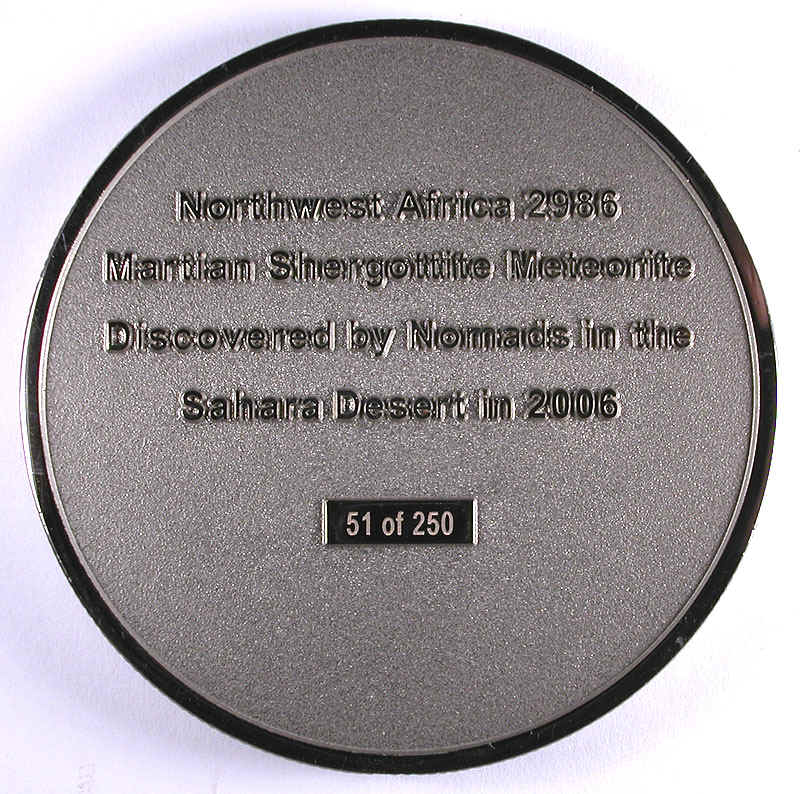 Northwest Africa 2986
Martian Shergottite Meteorite
Discovered by Nomads in the
Sahara Desert in 2006
51 of 250